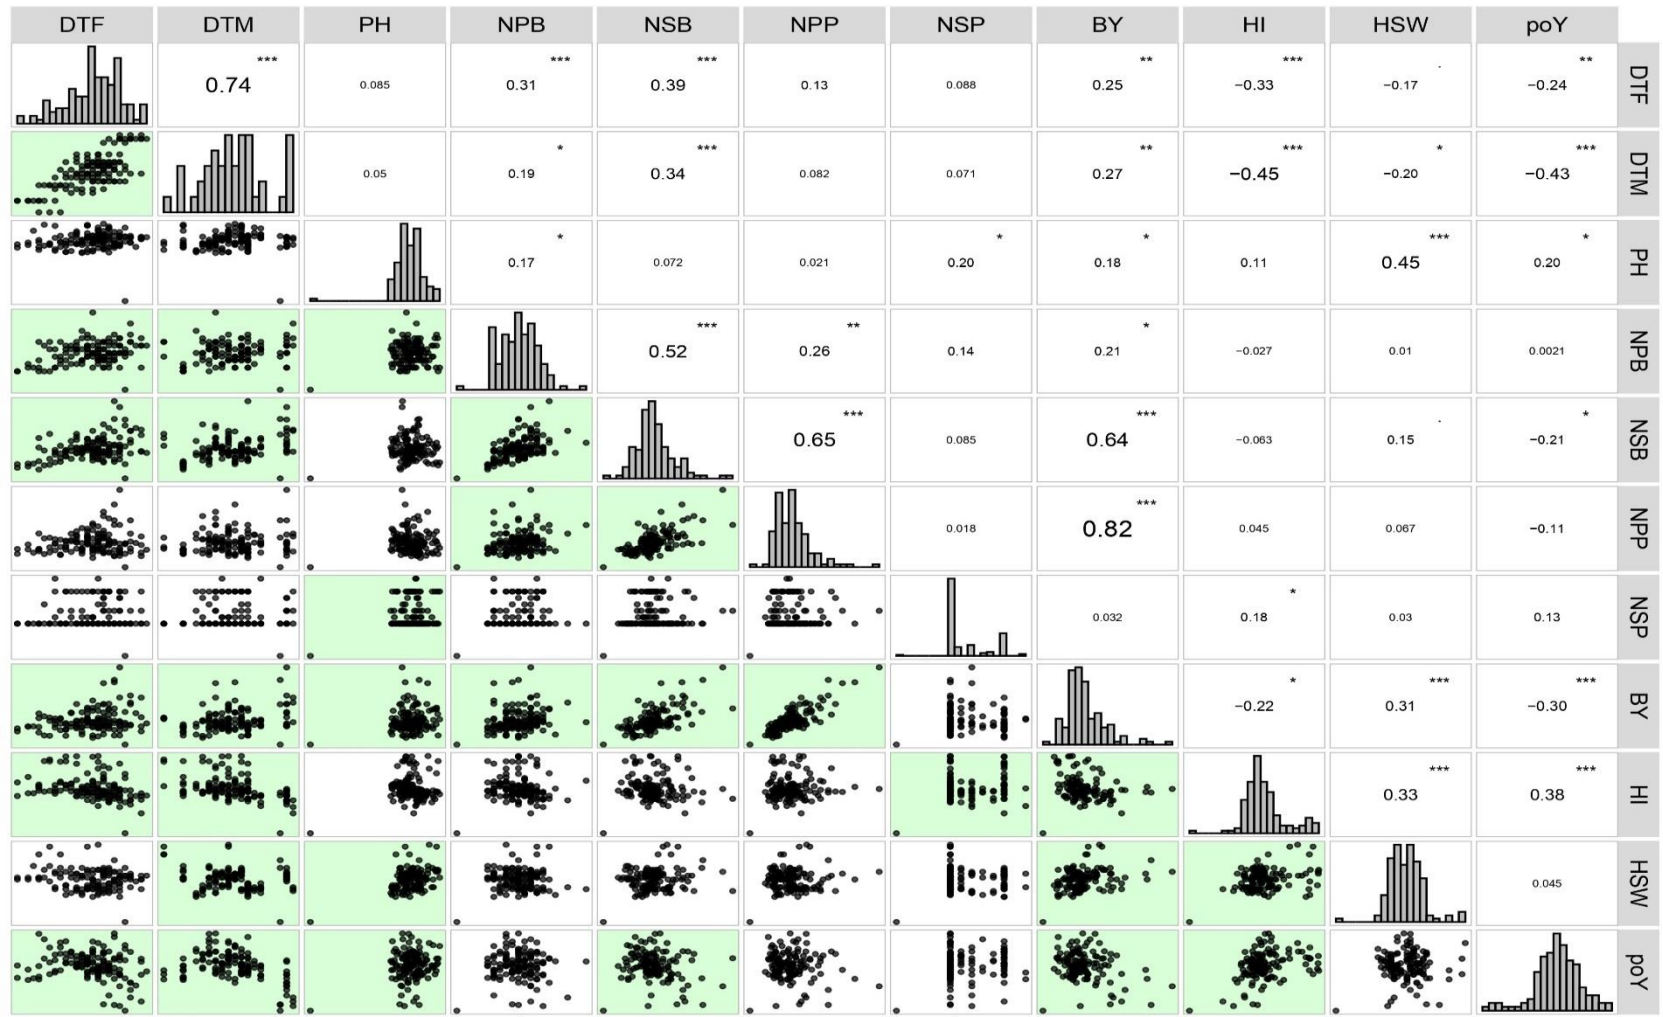 DTF DTM PH NPB NSB NPP NSP BY HI HSW poY
*** *** *** ** *** . **
0.74 0.085 0.31 0.39 0.13 0.088 0.25 −0.33 −0.17 −0.24 DTF
* *** ** *** * ***
0.05 0.19 0.34 0.082 0.071 0.27 −0.45 −0.20 −0.43 DTM
* * * *** *
0.17 0.072 0.021 0.20 0.18 0.11 0.45 0.20 PH
*** ** *
0.52 0.26 0.14 0.21 −0.027 0.01 0.0021 NPB
*** *** . *
0.65 0.085 0.64 −0.063 0.15 −0.21 NSB
***
0.018 0.82 0.045 0.067 −0.11 NPP
*
0.032 0.18 0.03 0.13 NSP
* *** ***
−0.22 0.31 −0.30 BY
*** ***
0.33 0.38 HI
0.045 HSW
poY